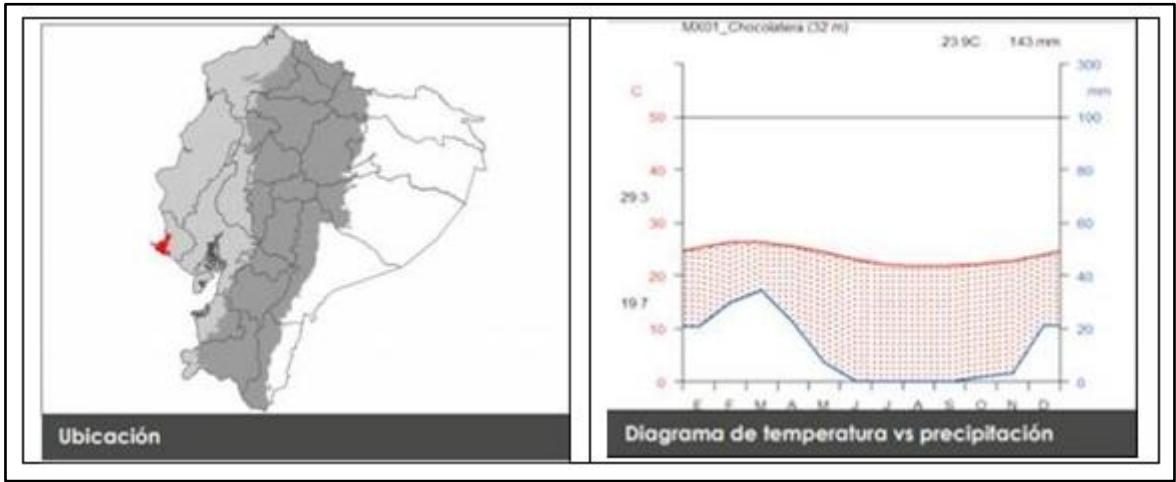 MX01_Chocolatera (32 m)
23.9C 143 mm
C
300
mm
50
100
40
80
29.3
30
60
20
40
19.7
10
20
0
0
E F M A M J J A S O N D
Ubicación
Diagrama de temperatura vs precipitación